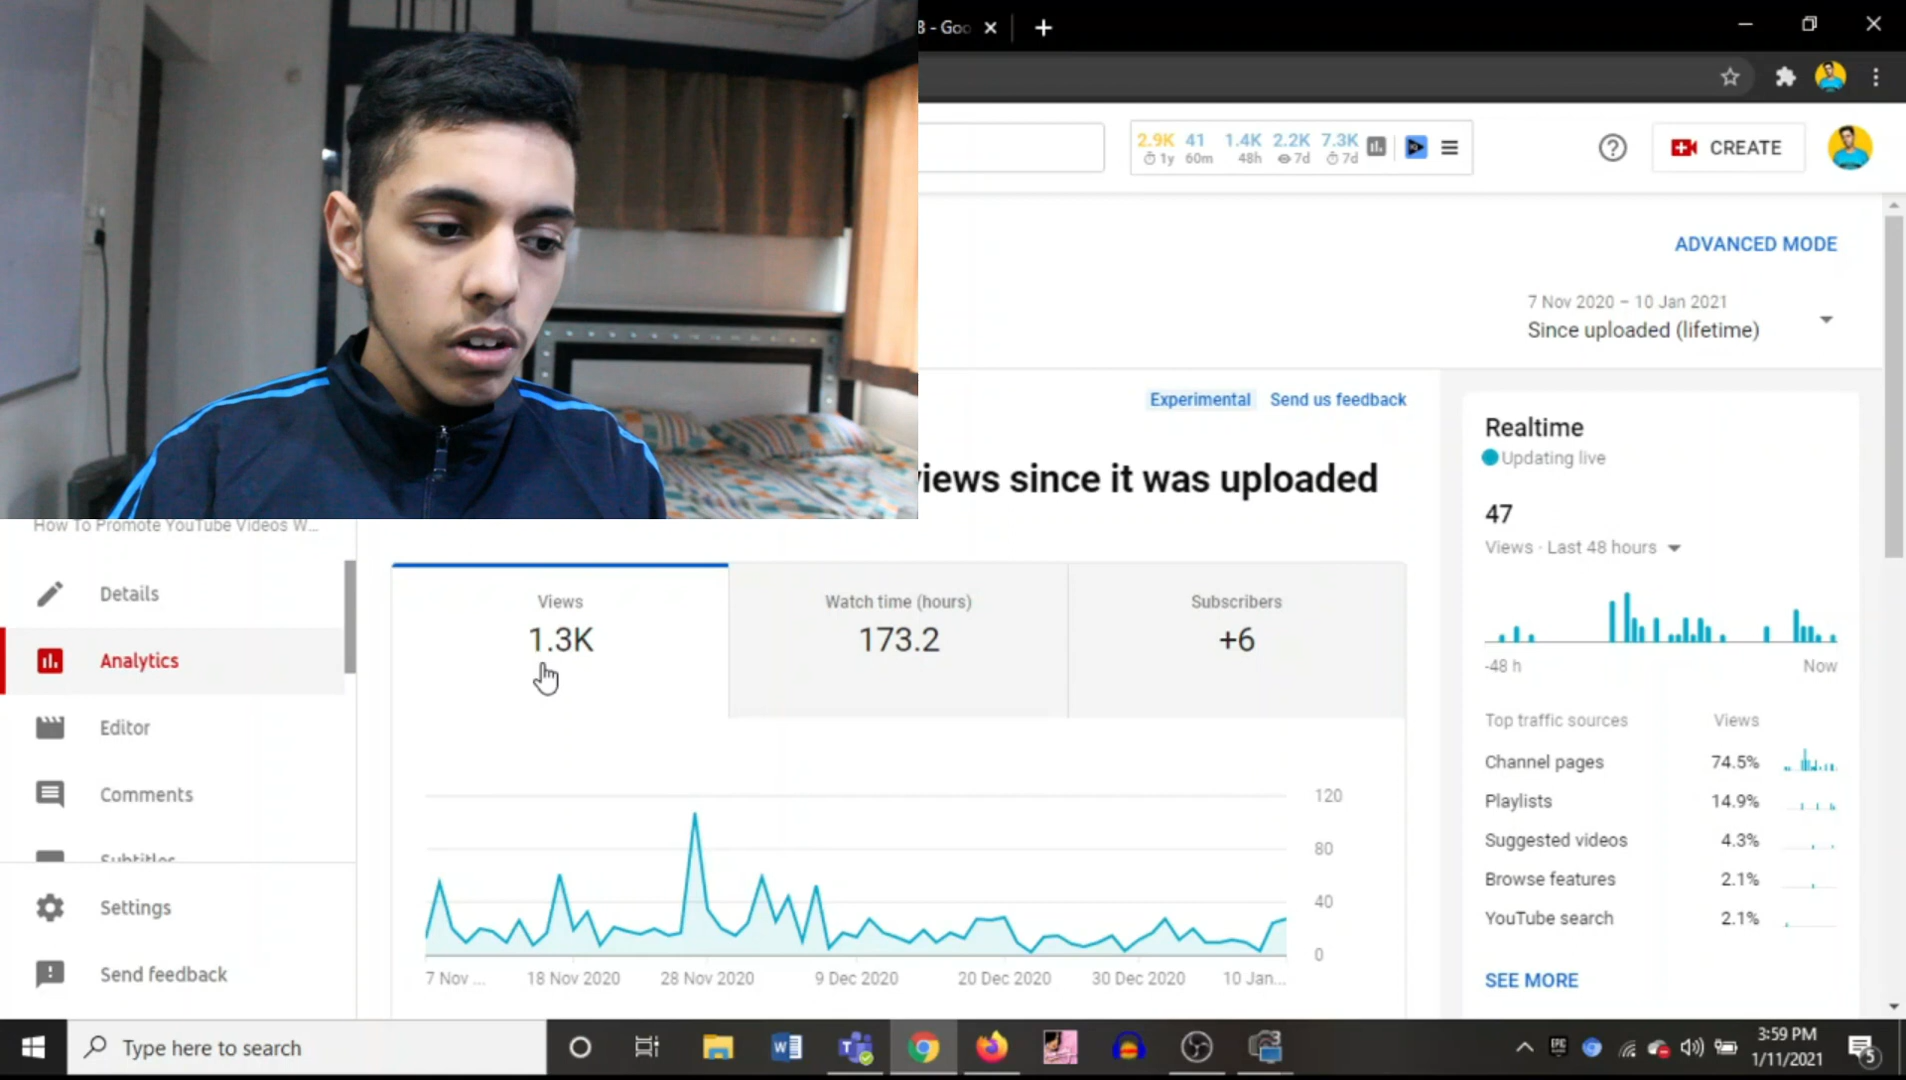 B - Goo
2.9K 41 1.4K 2.2K 7.3K
1y 60m 48h 7d 7d
CREATE
ADVANCED MODE
7 Nov 2020 – 10 Jan 2021
Since uploaded (lifetime)
Experimental Send us feedback
views since it was uploaded
How To Promote YouTube Videos W...
Details
Analytics
Editor
Comments
Subtitles
Settings
Send feedback
Views
1.3K
Watch time (hours)
173.2
Subscribers
+6
120
80
40
0
7 Nov ... 18 Nov 2020 28 Nov 2020 9 Dec 2020 20 Dec 2020 30 Dec 2020 10 Jan...
Realtime
Updating live
47
Views · Last 48 hours
-48 h Now
Top traffic sources Views
Channel pages 74.5%
Playlists 14.9%
Suggested videos 4.3%
Browse features 2.1%
YouTube search 2.1%
SEE MORE
Type here to search
3:59 PM
1/11/2021
5